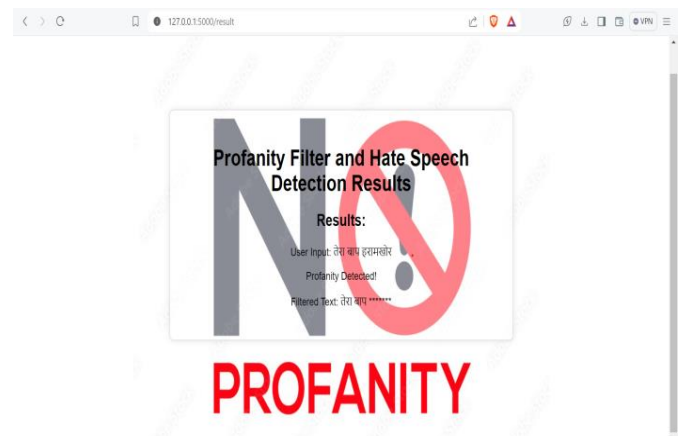 127.0.0.1:5000/result
VPN
NO!
Profanity Filter and Hate Speech
Detection Results
Results:
User Input: तेरा बाप हरामखोर ,
Profanity Detected!
Filtered Text: तेरा बाप *******
PROFANITY